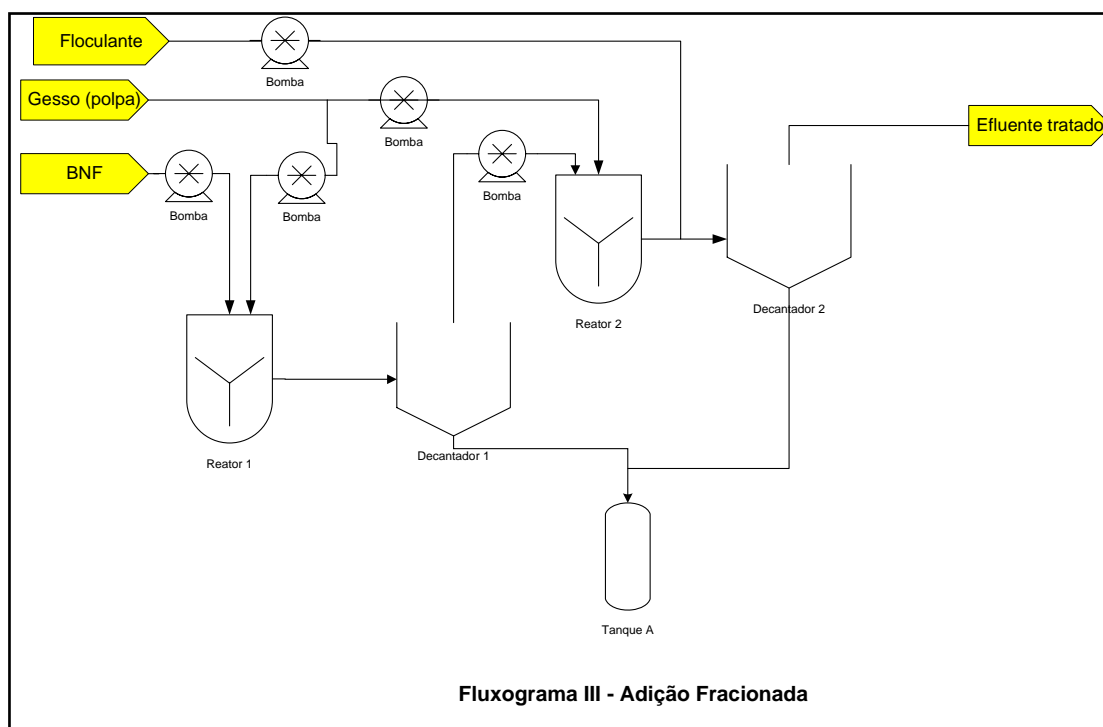 Floculante
Bomba
Gesso (polpa)
Bomba
Efluente tratado
BNF
Bomba
Bomba
Bomba
Reator 2
Decantador 2
Reator 1
Decantador 1
Tanque A
Fluxograma III - Adição Fracionada